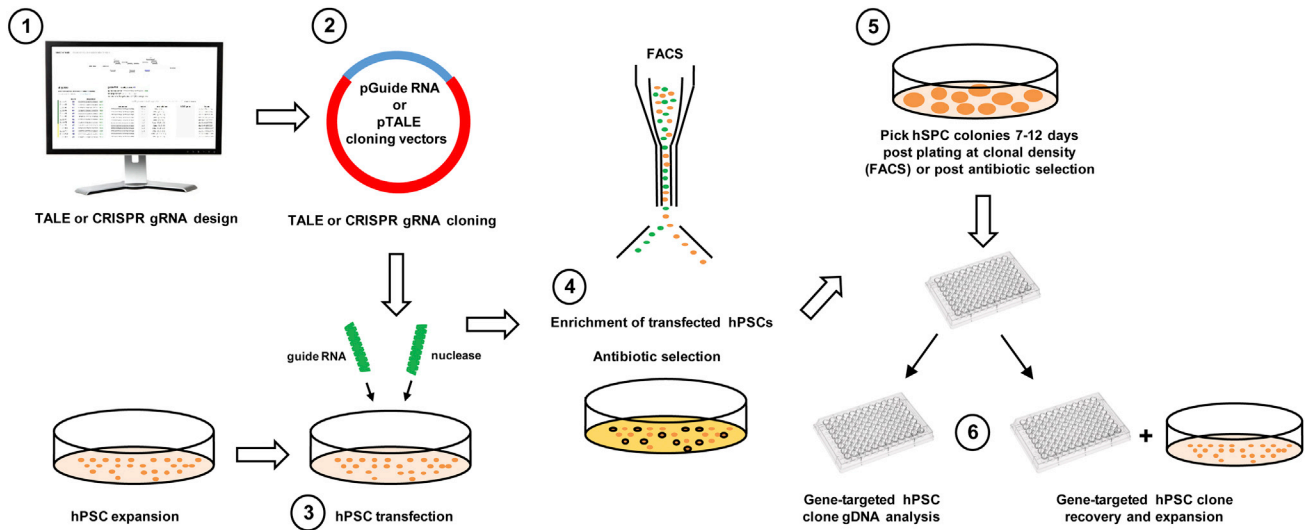 1
TALE or CRISPR gRNA design
2
pGuide RNA
or
pTALE
cloning vectors
TALE or CRISPR gRNA cloning
guide RNA
nuclease
hPSC expansion
3
hPSC transfection
FACS
4
Enrichment of transfected hPSCs
Antibiotic selection
5
Pick hSPC colonies 7-12 days
post plating at clonal density
(FACS) or post antibiotic selection
6
+
Gene-targeted hPSC
clone gDNA analysis
Gene-targeted hPSC clone
recovery and expansion